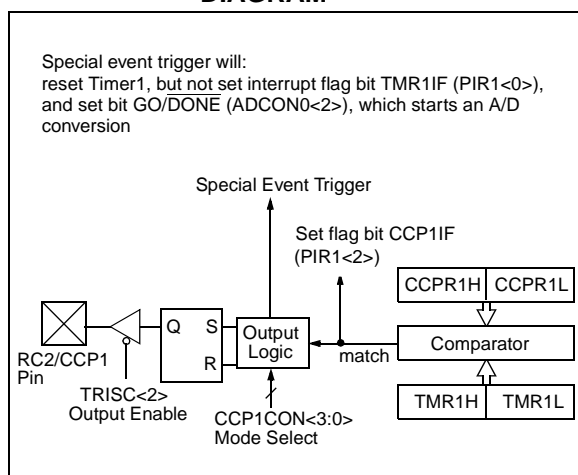 DIAGRAM
Special event trigger will:
reset Timer1, but not set interrupt flag bit TMR1IF (PIR1<0>),
and set bit GO/DONE (ADCON0<2>), which starts an A/D
conversion
Special Event Trigger
Set flag bit CCP1IF
(PIR1<2>)
CCPR1H CCPR1L
Q S
R
Output
Logic
match
Comparator
RC2/CCP1
Pin
TRISC<2>
Output Enable
CCP1CON<3:0>
Mode Select
TMR1H TMR1L